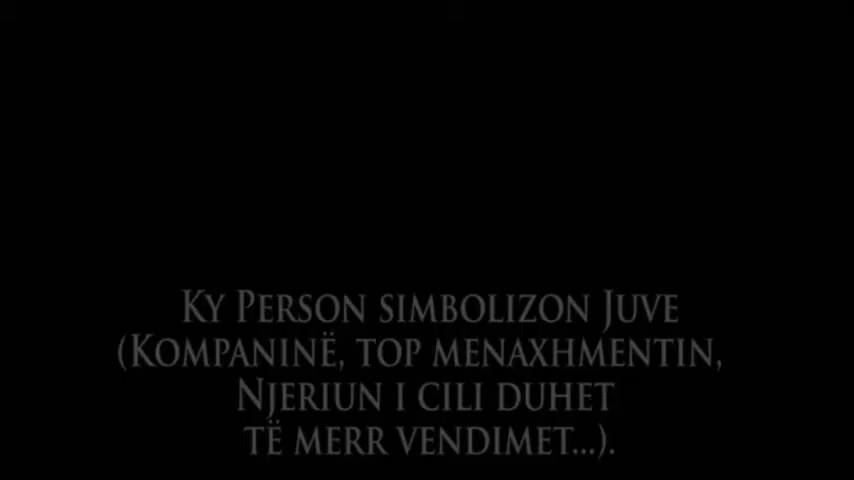 Ky Person simbolizon Juve
(Kompaninë, top menaxhmentin,
Njeriun i cili duhet
të merr vendimet...).